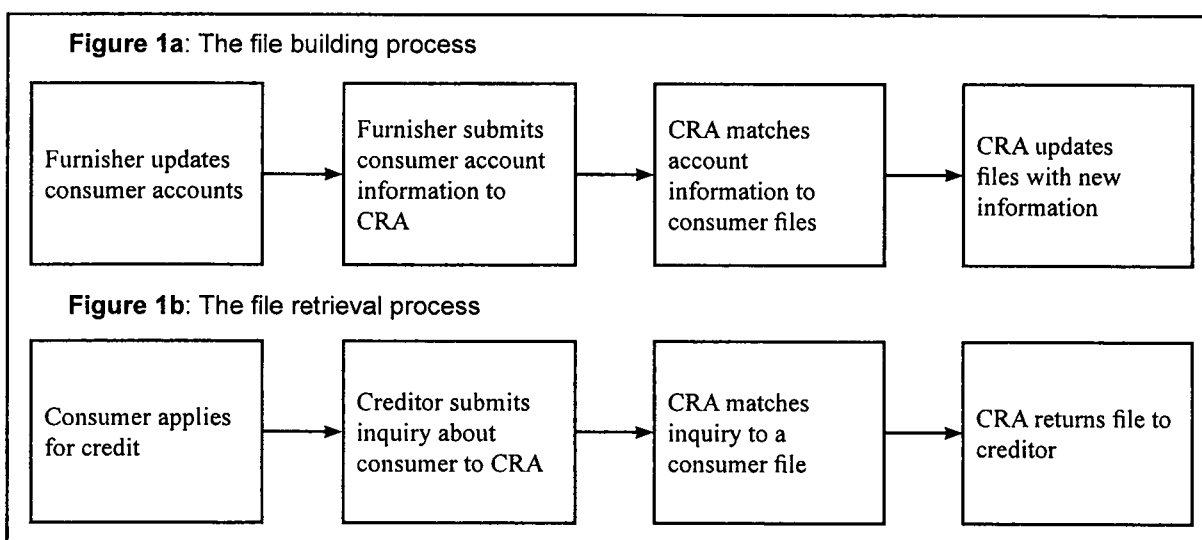 Figure 1a: The file building process
Furnisher updates
consumer accounts
Furnisher submits
consumer account
information to
CRA
CRA matches
account
information to
consumer files
CRA updates
files with new
information
Figure 1b: The file retrieval process
Consumer applies
for credit
Creditor submits
inquiry about
consumer to CRA
CRA matches
inquiry to a
consumer file
CRA returns file to
creditor